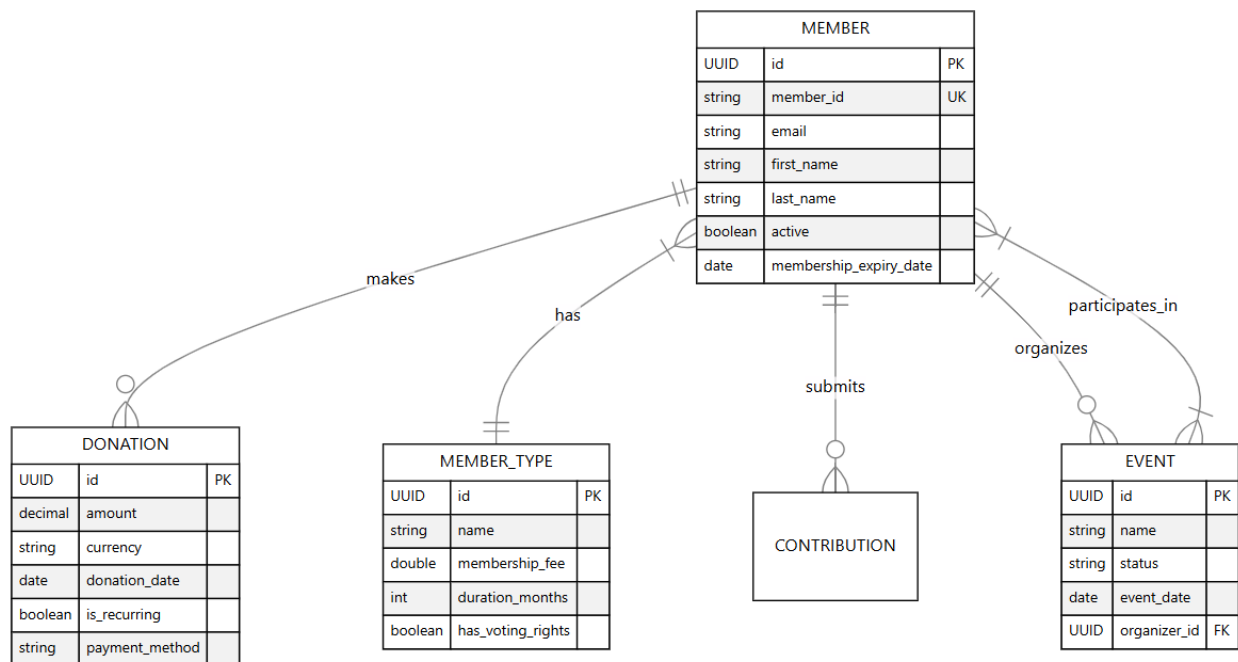 MEMBER
UUID id PK
string member_id UK
string email
string first_name
string last_name
boolean active
date membership_expiry_date
makes
has
submits
organizes
participates_in
DONATION
UUID id PK
decimal amount
string currency
date donation_date
boolean is_recurring
string payment_method
MEMBER_TYPE
UUID id PK
string name
double membership_fee
int duration_months
boolean has_voting_rights
CONTRIBUTION
EVENT
UUID id PK
string name
string status
date event_date
UUID organizer_id FK